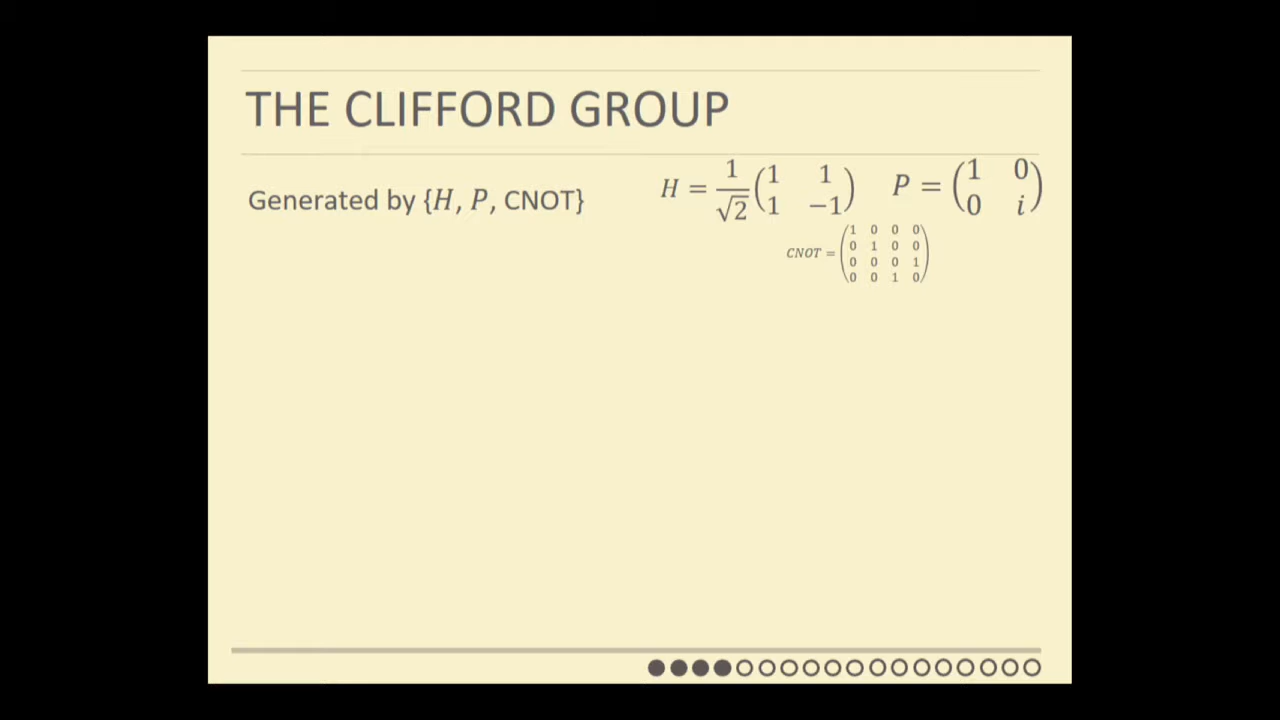 THE CLIFFORD GROUP
Generated by {H, P, CNOT}
H = 1/√2 (1 1
1 −1)
P = (1 0
0 i)
CNOT = (1 0 0 0
0 1 0 0
0 0 0 1
0 0 1 0)